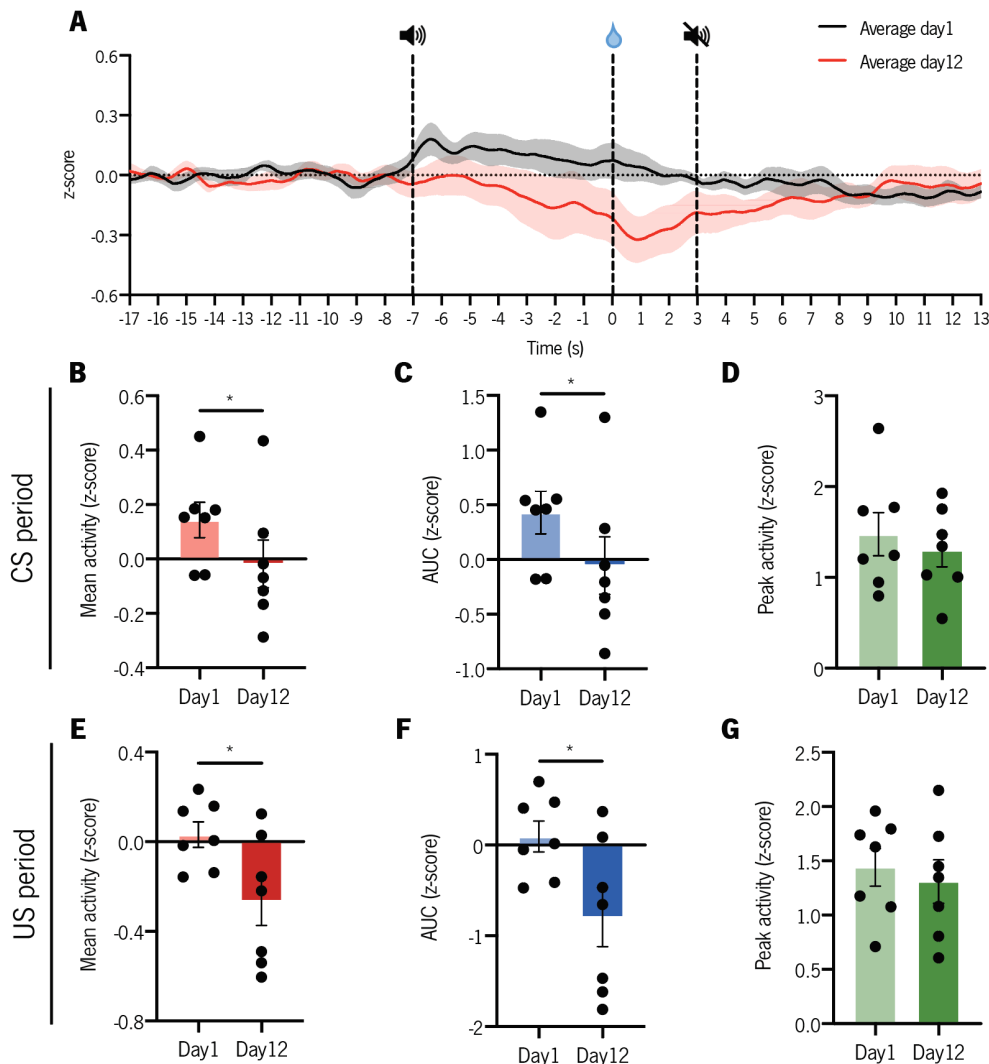 A
Average day1
Average day12
z-score
0.6
0.3
0.0
-0.3
-0.6
-17 -16 -15 -14 -13 -12 -11 -10 -9 -8 -7 -6 -5 -4 -3 -2 -1 0 1 2 3 4 5 6 7 8 9 10 11 12 13
Time (s)
CS period
B
Mean activity (z-score)
0.6
0.4
0.2
0.0
-0.2
-0.4
*
Day1 Day12
C
AUC (z-score)
1.5
1.0
0.5
0.0
-0.5
-1.0
*
Day1 Day12
D
Peak activity (z-score)
3
2
1
0
Day1 Day12
US period
E
Mean activity (z-score)
0.4
0.0
-0.4
-0.8
*
Day1 Day12
F
AUC (z-score)
1
0
-1
-2
*
Day1 Day12
G
Peak activity (z-score)
2.5
2.0
1.5
1.0
0.5
0.0
Day1 Day12